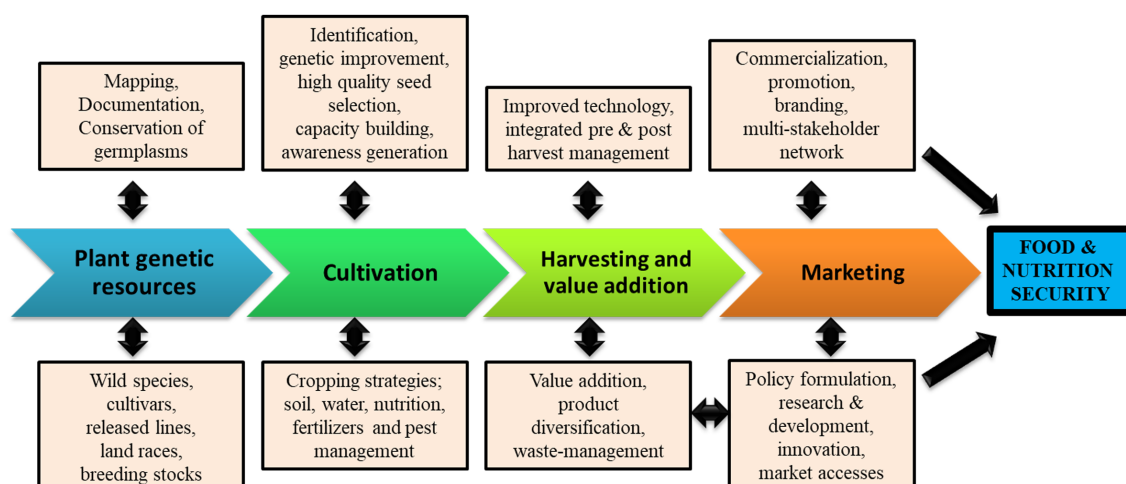 Mapping,
Documentation,
Conservation of
germplasms
Identification,
genetic improvement,
high quality seed
selection,
capacity building,
awareness generation
Improved technology,
integrated pre & post
harvest management
Commercialization,
promotion,
branding,
multi-stakeholder
network
Plant genetic
resources
Cultivation
Harvesting and
value addition
Marketing
FOOD &
NUTRITION
SECURITY
Wild species,
cultivars,
released lines,
land races,
breeding stocks
Cropping strategies;
soil, water, nutrition,
fertilizers and pest
management
Value addition,
product
diversification,
waste-management
Policy formulation,
research &
development,
innovation,
market accesses